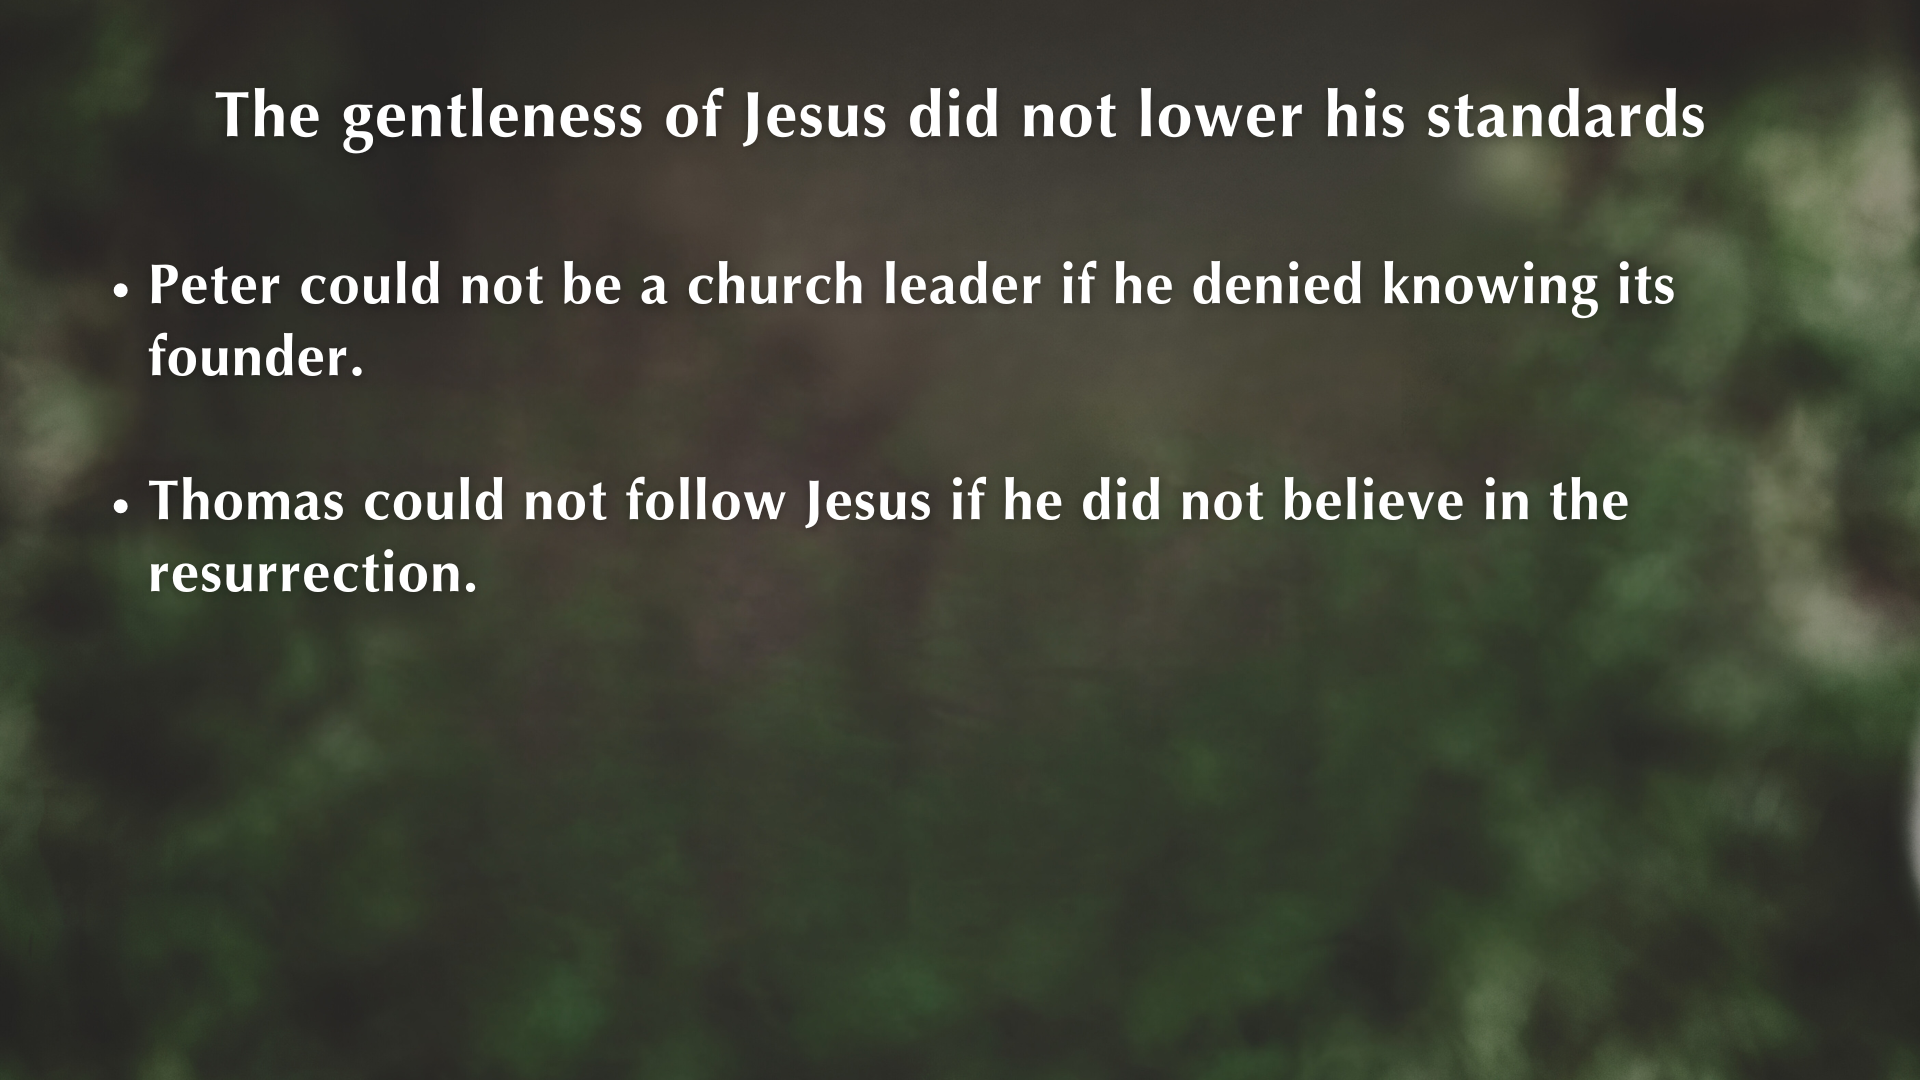 The gentleness of Jesus did not lower his standards
• Peter could not be a church leader if he denied knowing its
founder.
• Thomas could not follow Jesus if he did not believe in the
resurrection.